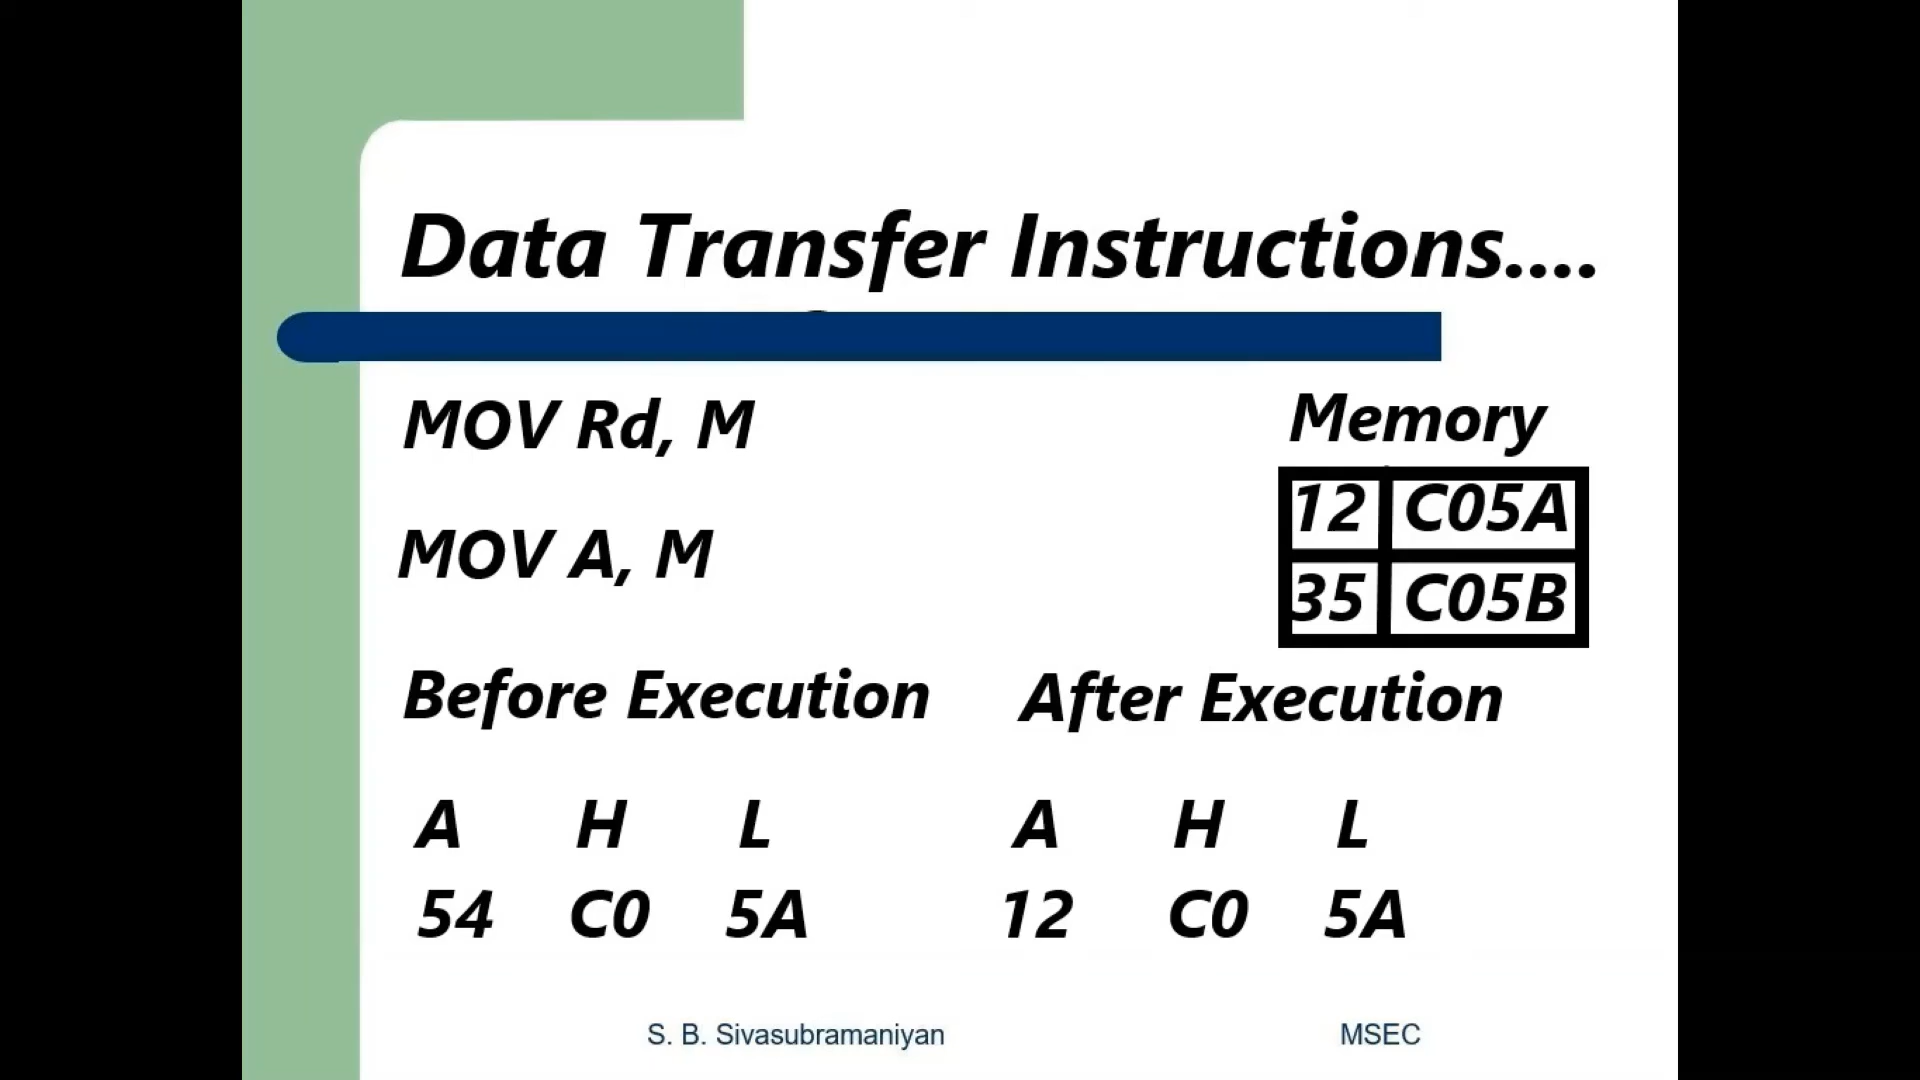 Data Transfer Instructions....
MOV Rd, M
Memory
12 C05A
MOV A, M
35 C05B
Before Execution After Execution
A H L A H L
54 C0 5A 12 C0 5A
S. B. Sivasubramaniyan MSEC